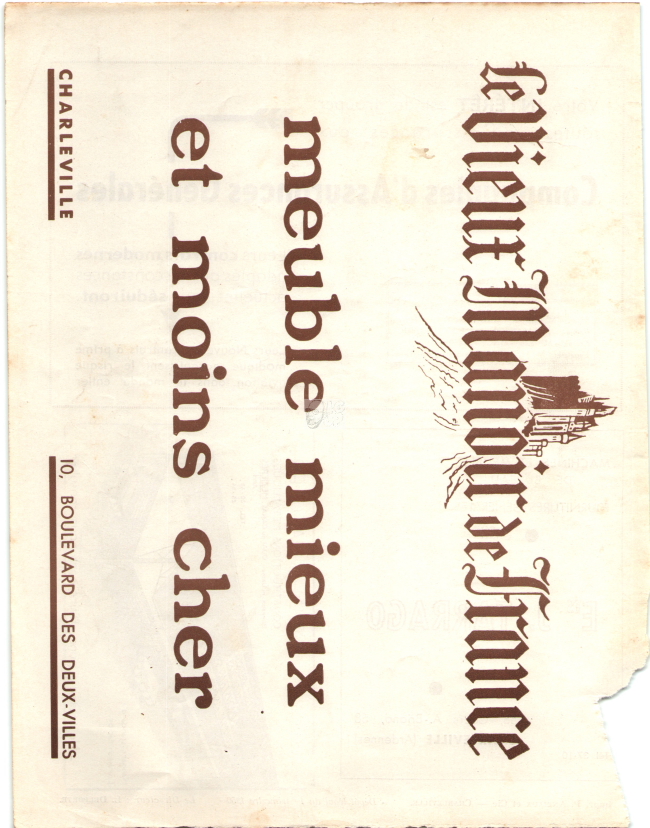 Le Vieux Manoir de France
meuble mieux
et moins cher
CHARLEVILLE
10, BOULEVARD DES DEUX-VILLES